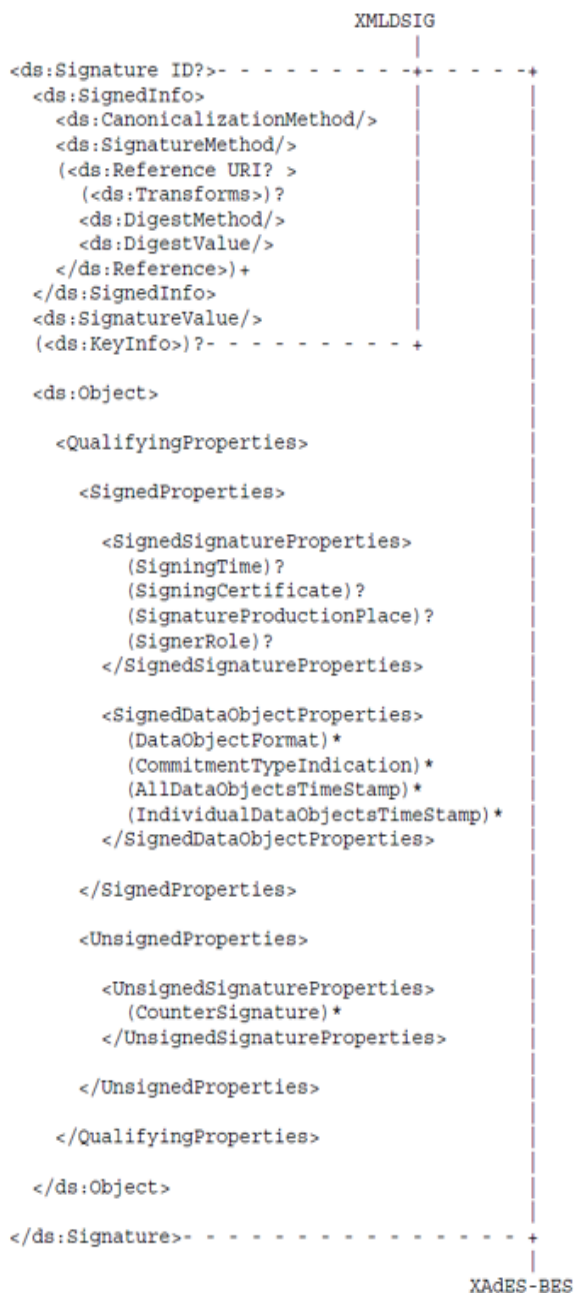 XMLDSIG
|
<ds:Signature ID?>- - - - - - - - -+- - - - -+
<ds:SignedInfo> | |
<ds:CanonicalizationMethod/> | |
<ds:SignatureMethod/> | |
(<ds:Reference URI? > | |
(<ds:Transforms>)? | |
<ds:DigestMethod/> | |
<ds:DigestValue/> | |
</ds:Reference>)+ | |
</ds:SignedInfo> | |
<ds:SignatureValue/> | |
(<ds:KeyInfo>)?- - - - - - - - - + |
<ds:Object> |
<QualifyingProperties> |
<SignedProperties> |
<SignedSignatureProperties> |
(SigningTime)? |
(SigningCertificate)? |
(SignatureProductionPlace)? |
(SignerRole)? |
</SignedSignatureProperties> |
<SignedDataObjectProperties> |
(DataObjectFormat)* |
(CommitmentTypeIndication)* |
(AllDataObjectsTimeStamp)* |
(IndividualDataObjectsTimeStamp)* |
</SignedDataObjectProperties> |
</SignedProperties> |
<UnsignedProperties> |
<UnsignedSignatureProperties> |
(CounterSignature)* |
</UnsignedSignatureProperties> |
</UnsignedProperties> |
</QualifyingProperties> |
</ds:Object> |
</ds:Signature>- - - - - - - - - - - - - - - +
|
XAdES-BES